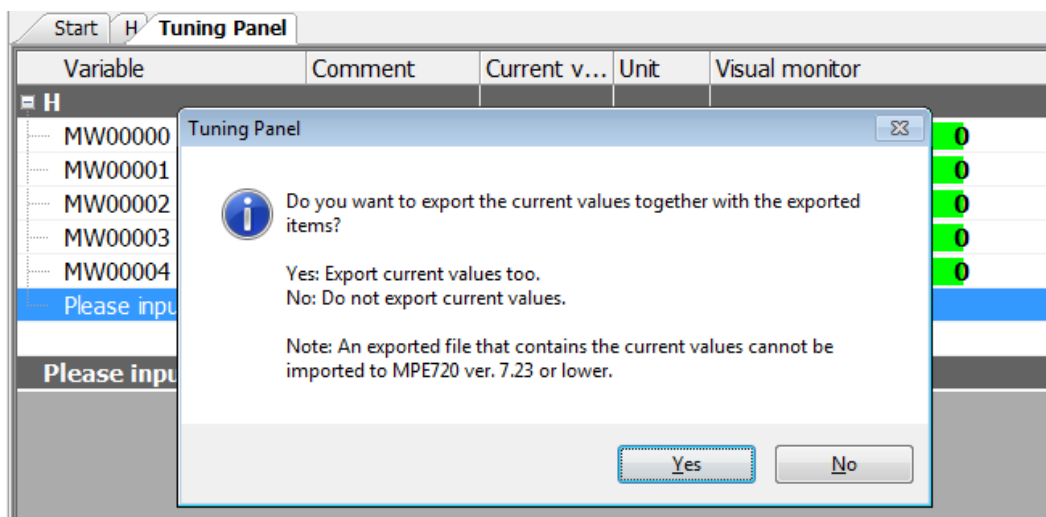 Start H Tuning Panel
Variable Comment Current v... Unit Visual monitor
H
Tuning Panel
MW00000 0
MW00001 0
MW00002 0
MW00003 0
MW00004 0
Please inpu
Please inpu
Do you want to export the current values together with the exported
items?
Yes: Export current values too.
No: Do not export current values.
Note: An exported file that contains the current values cannot be
imported to MPE720 ver. 7.23 or lower.
Yes No